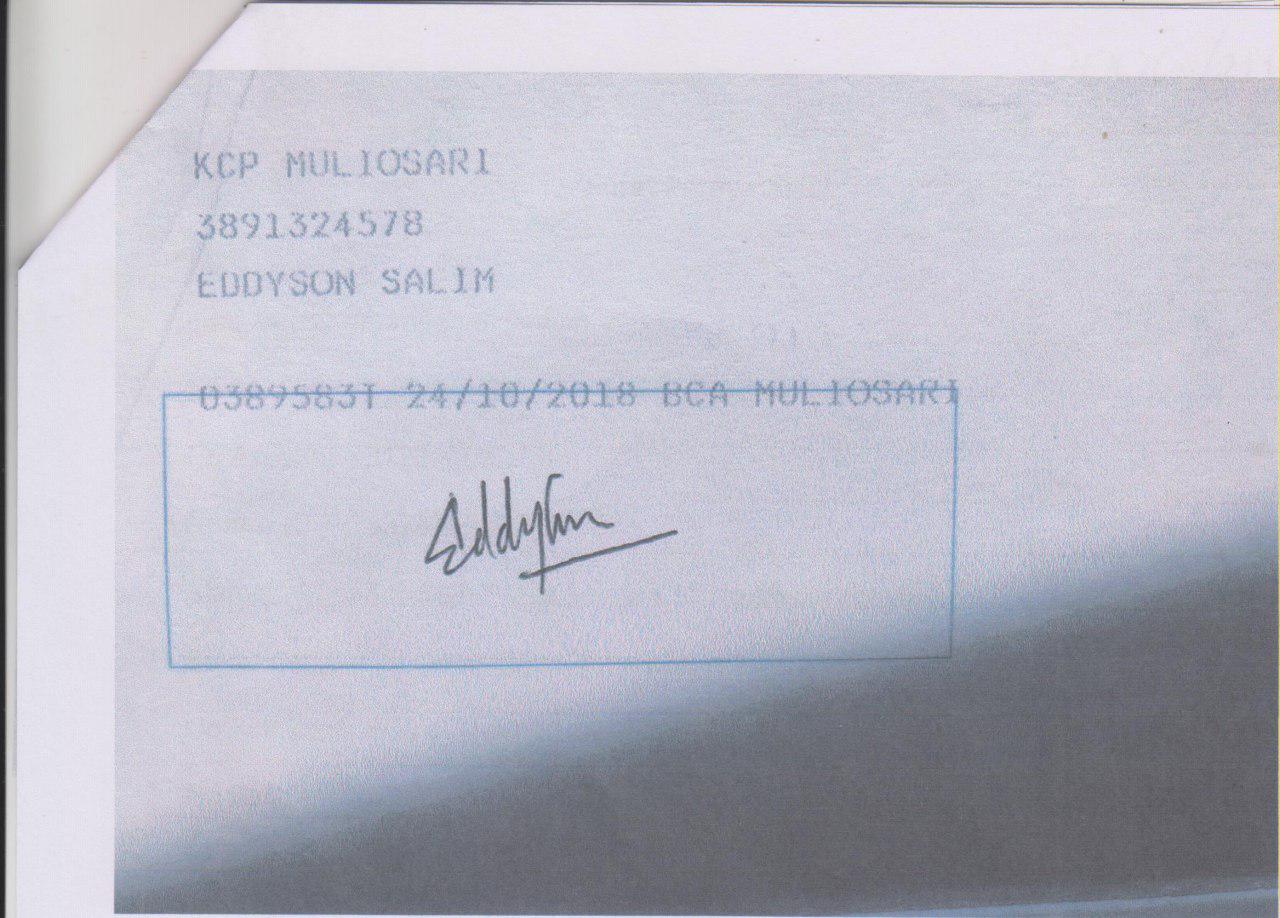 KCP MULIOSARI
3891324578
EDDYSON SALIM
0389583T 24/10/2018 BCA MULIOSARI